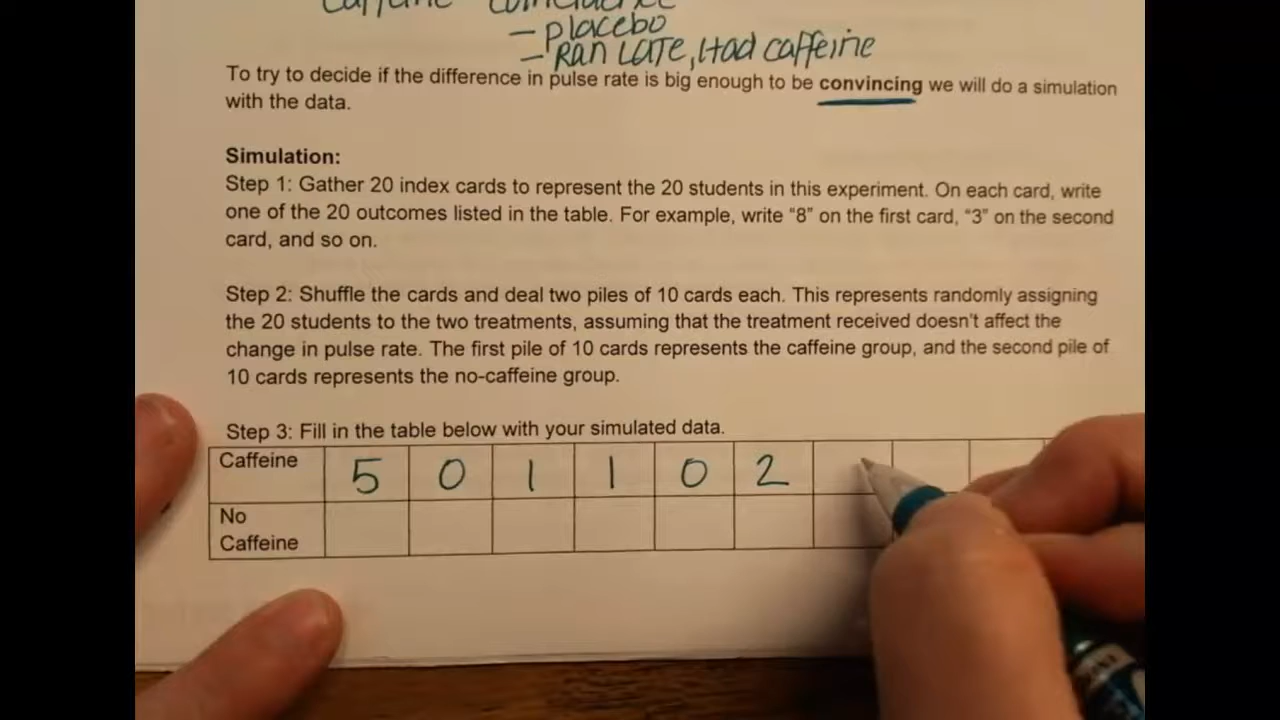 caffeine coincidence
– placebo
– RAN LATE, Had caffeine
To try to decide if the difference in pulse rate is big enough to be convincing we will do a simulation
with the data.
Simulation:
Step 1: Gather 20 index cards to represent the 20 students in this experiment. On each card, write
one of the 20 outcomes listed in the table. For example, write “8” on the first card, “3” on the second
card, and so on.
Step 2: Shuffle the cards and deal two piles of 10 cards each. This represents randomly assigning
the 20 students to the two treatments, assuming that the treatment received doesn't affect the
change in pulse rate. The first pile of 10 cards represents the caffeine group, and the second pile of
10 cards represents the no-caffeine group.
Step 3: Fill in the table below with your simulated data.
Caffeine 5 0 1 1 0 2
No
Caffeine